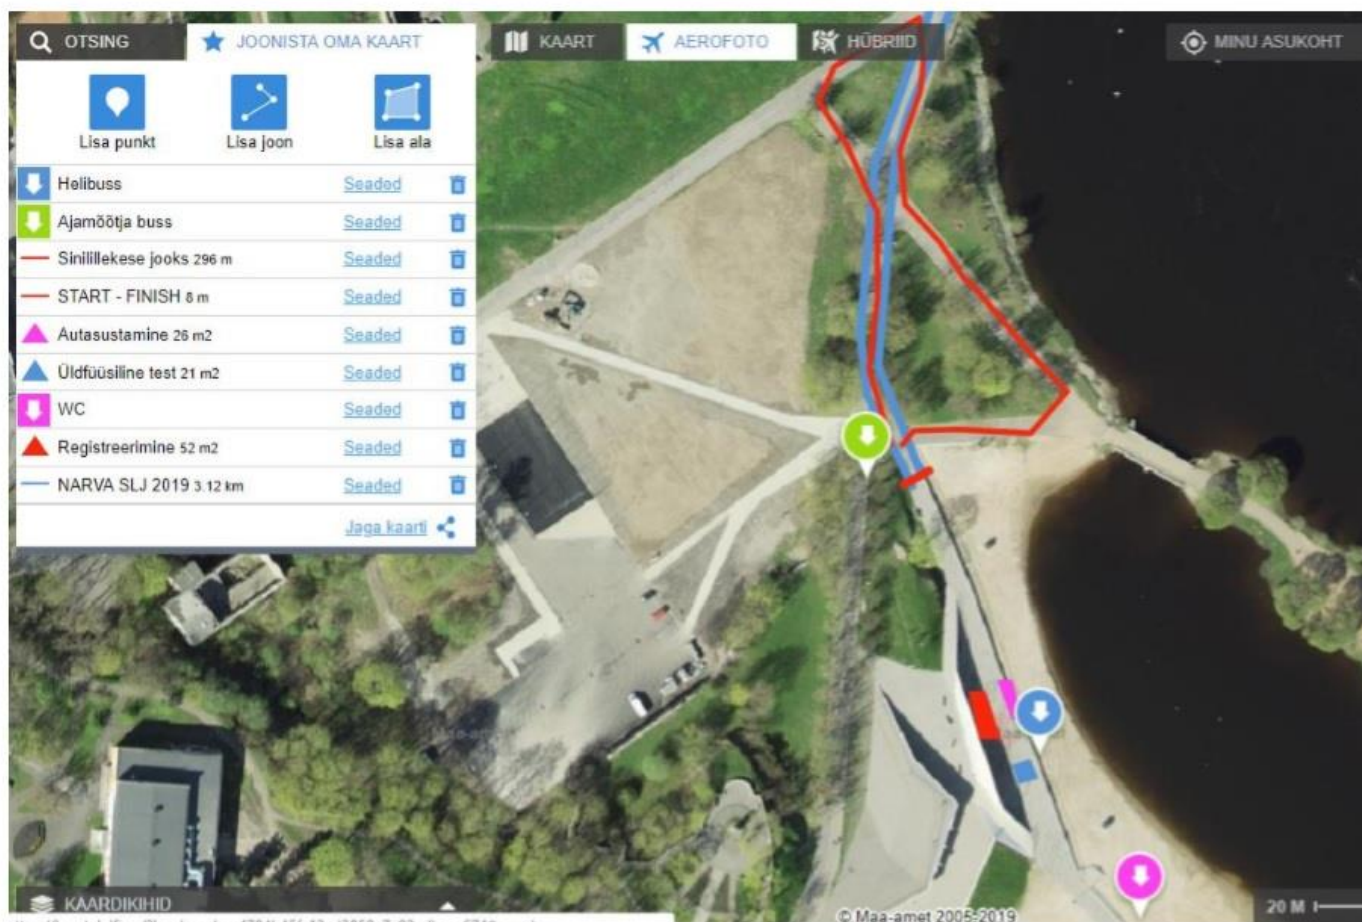 OTSING
JOONISTA OMA KAART
KAART
AEROFOTO
HÜBRIID
MINU ASUKOHT
Lisa punkt
Lisa joon
Lisa ala
Helibuss Seaded
Ajamõõtja buss Seaded
Sinilillekese jooks 296 m Seaded
START - FINISH 8 m Seaded
Autasustamine 26 m2 Seaded
Üldfüüsiline test 21 m2 Seaded
WC Seaded
Registreerimine 52 m2 Seaded
NARVA SLJ 2019 3.12 km Seaded
Jaga kaarti
KAARDIKIHID
© Maa-amet 2005-2019
20 M